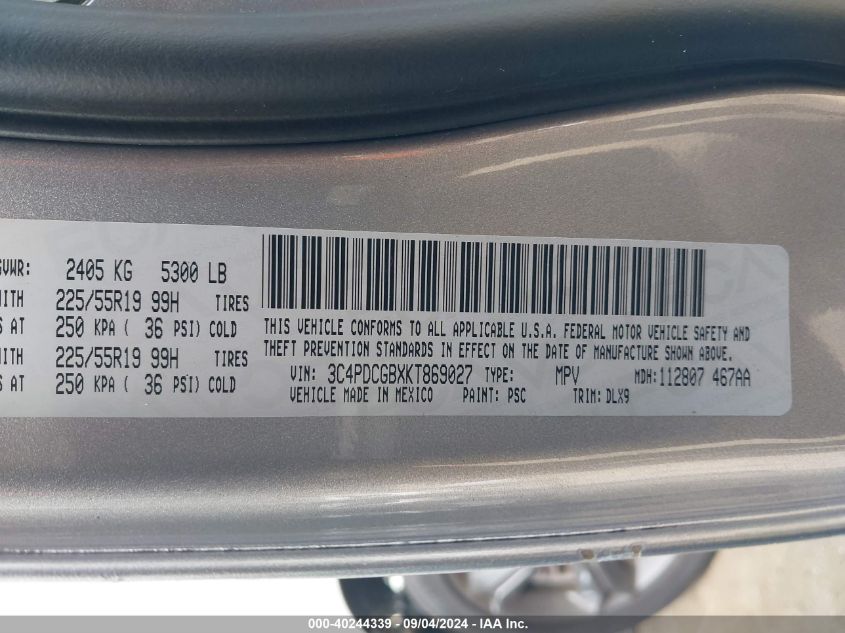 GVWR: 2405 KG 5300 LB
WITH 225/55R19 99H TIRES
S AT 250 KPA ( 36 PSI) COLD
WITH 225/55R19 99H TIRES
S AT 250 KPA ( 36 PSI) COLD
THIS VEHICLE CONFORMS TO ALL APPLICABLE U.S.A. FEDERAL MOTOR VEHICLE SAFETY AND
THEFT PREVENTION STANDARDS IN EFFECT ON THE DATE OF MANUFACTURE SHOWN ABOVE.
VIN: 3C4PDCGBXKT869027 TYPE: MPV MDH: 112807 467AA
VEHICLE MADE IN MEXICO PAINT: PSC TRIM: DLX9
000-40244339 - 09/04/2024 - IAA Inc.